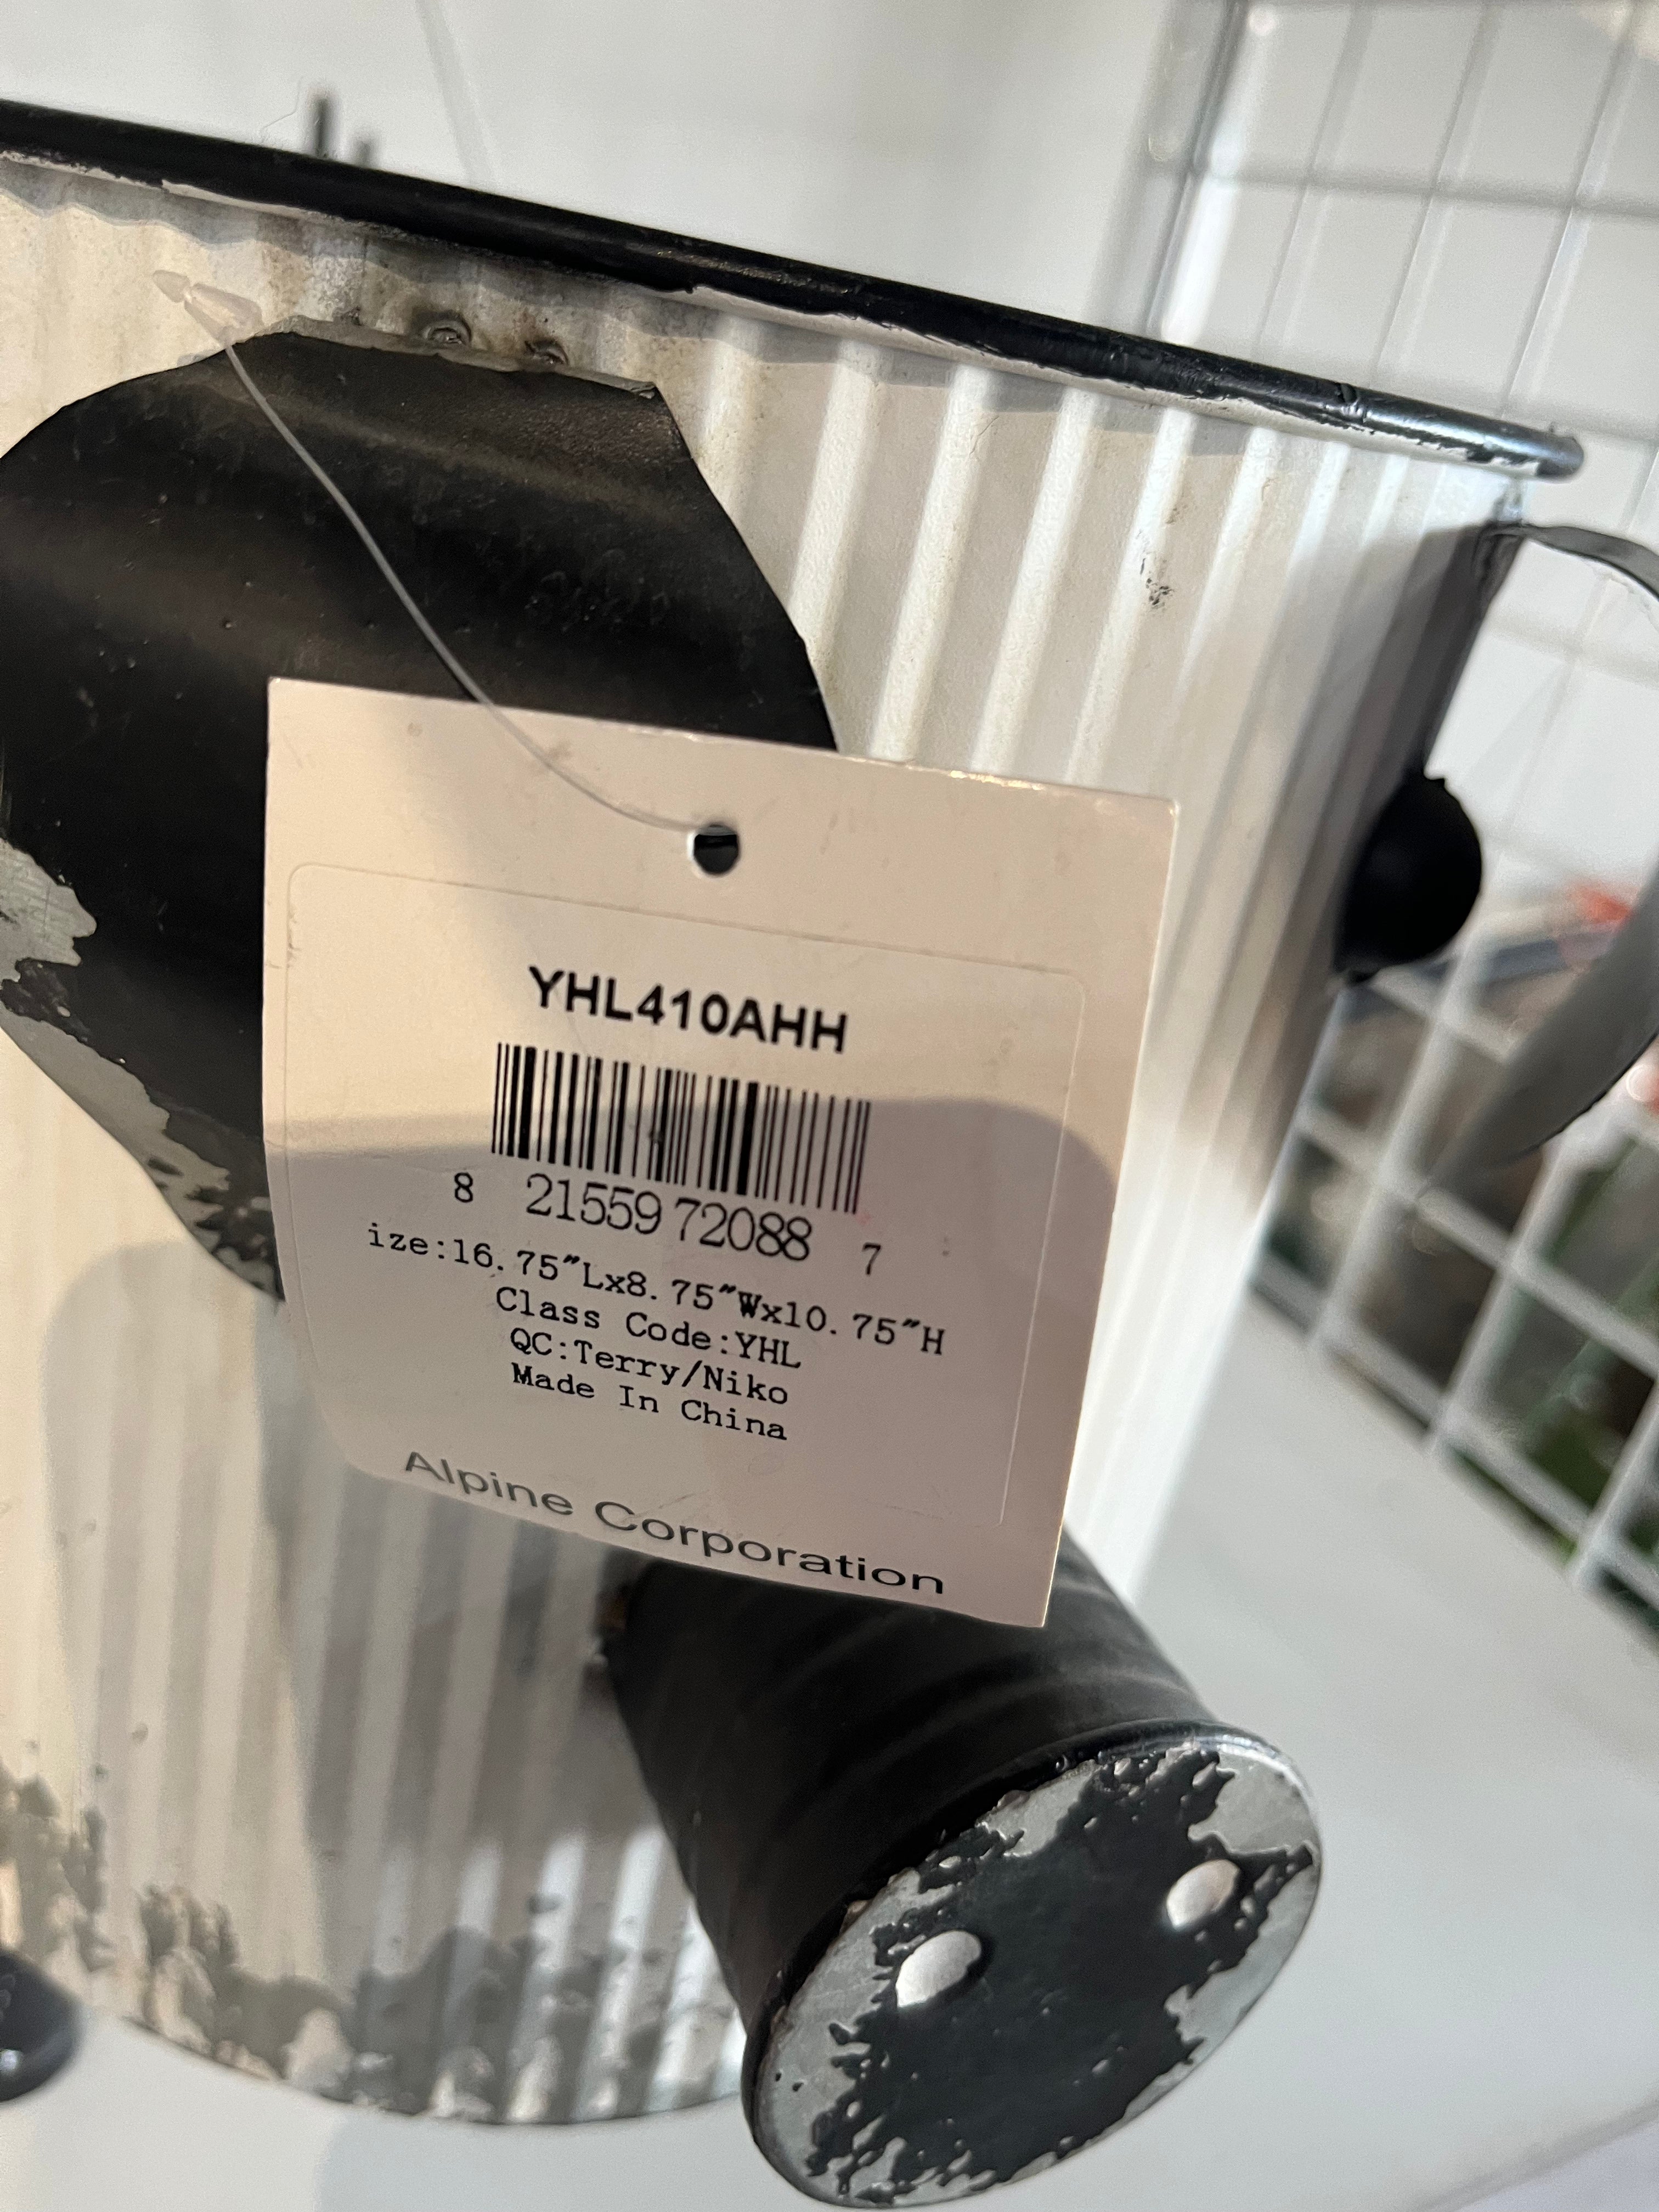 YHL410AHH
8 21559 72088 7
ize:16.75"Lx8.75"Wx10.75"H
Class Code:YHL
QC:Terry/Niko
Made In China
Alpine Corporation